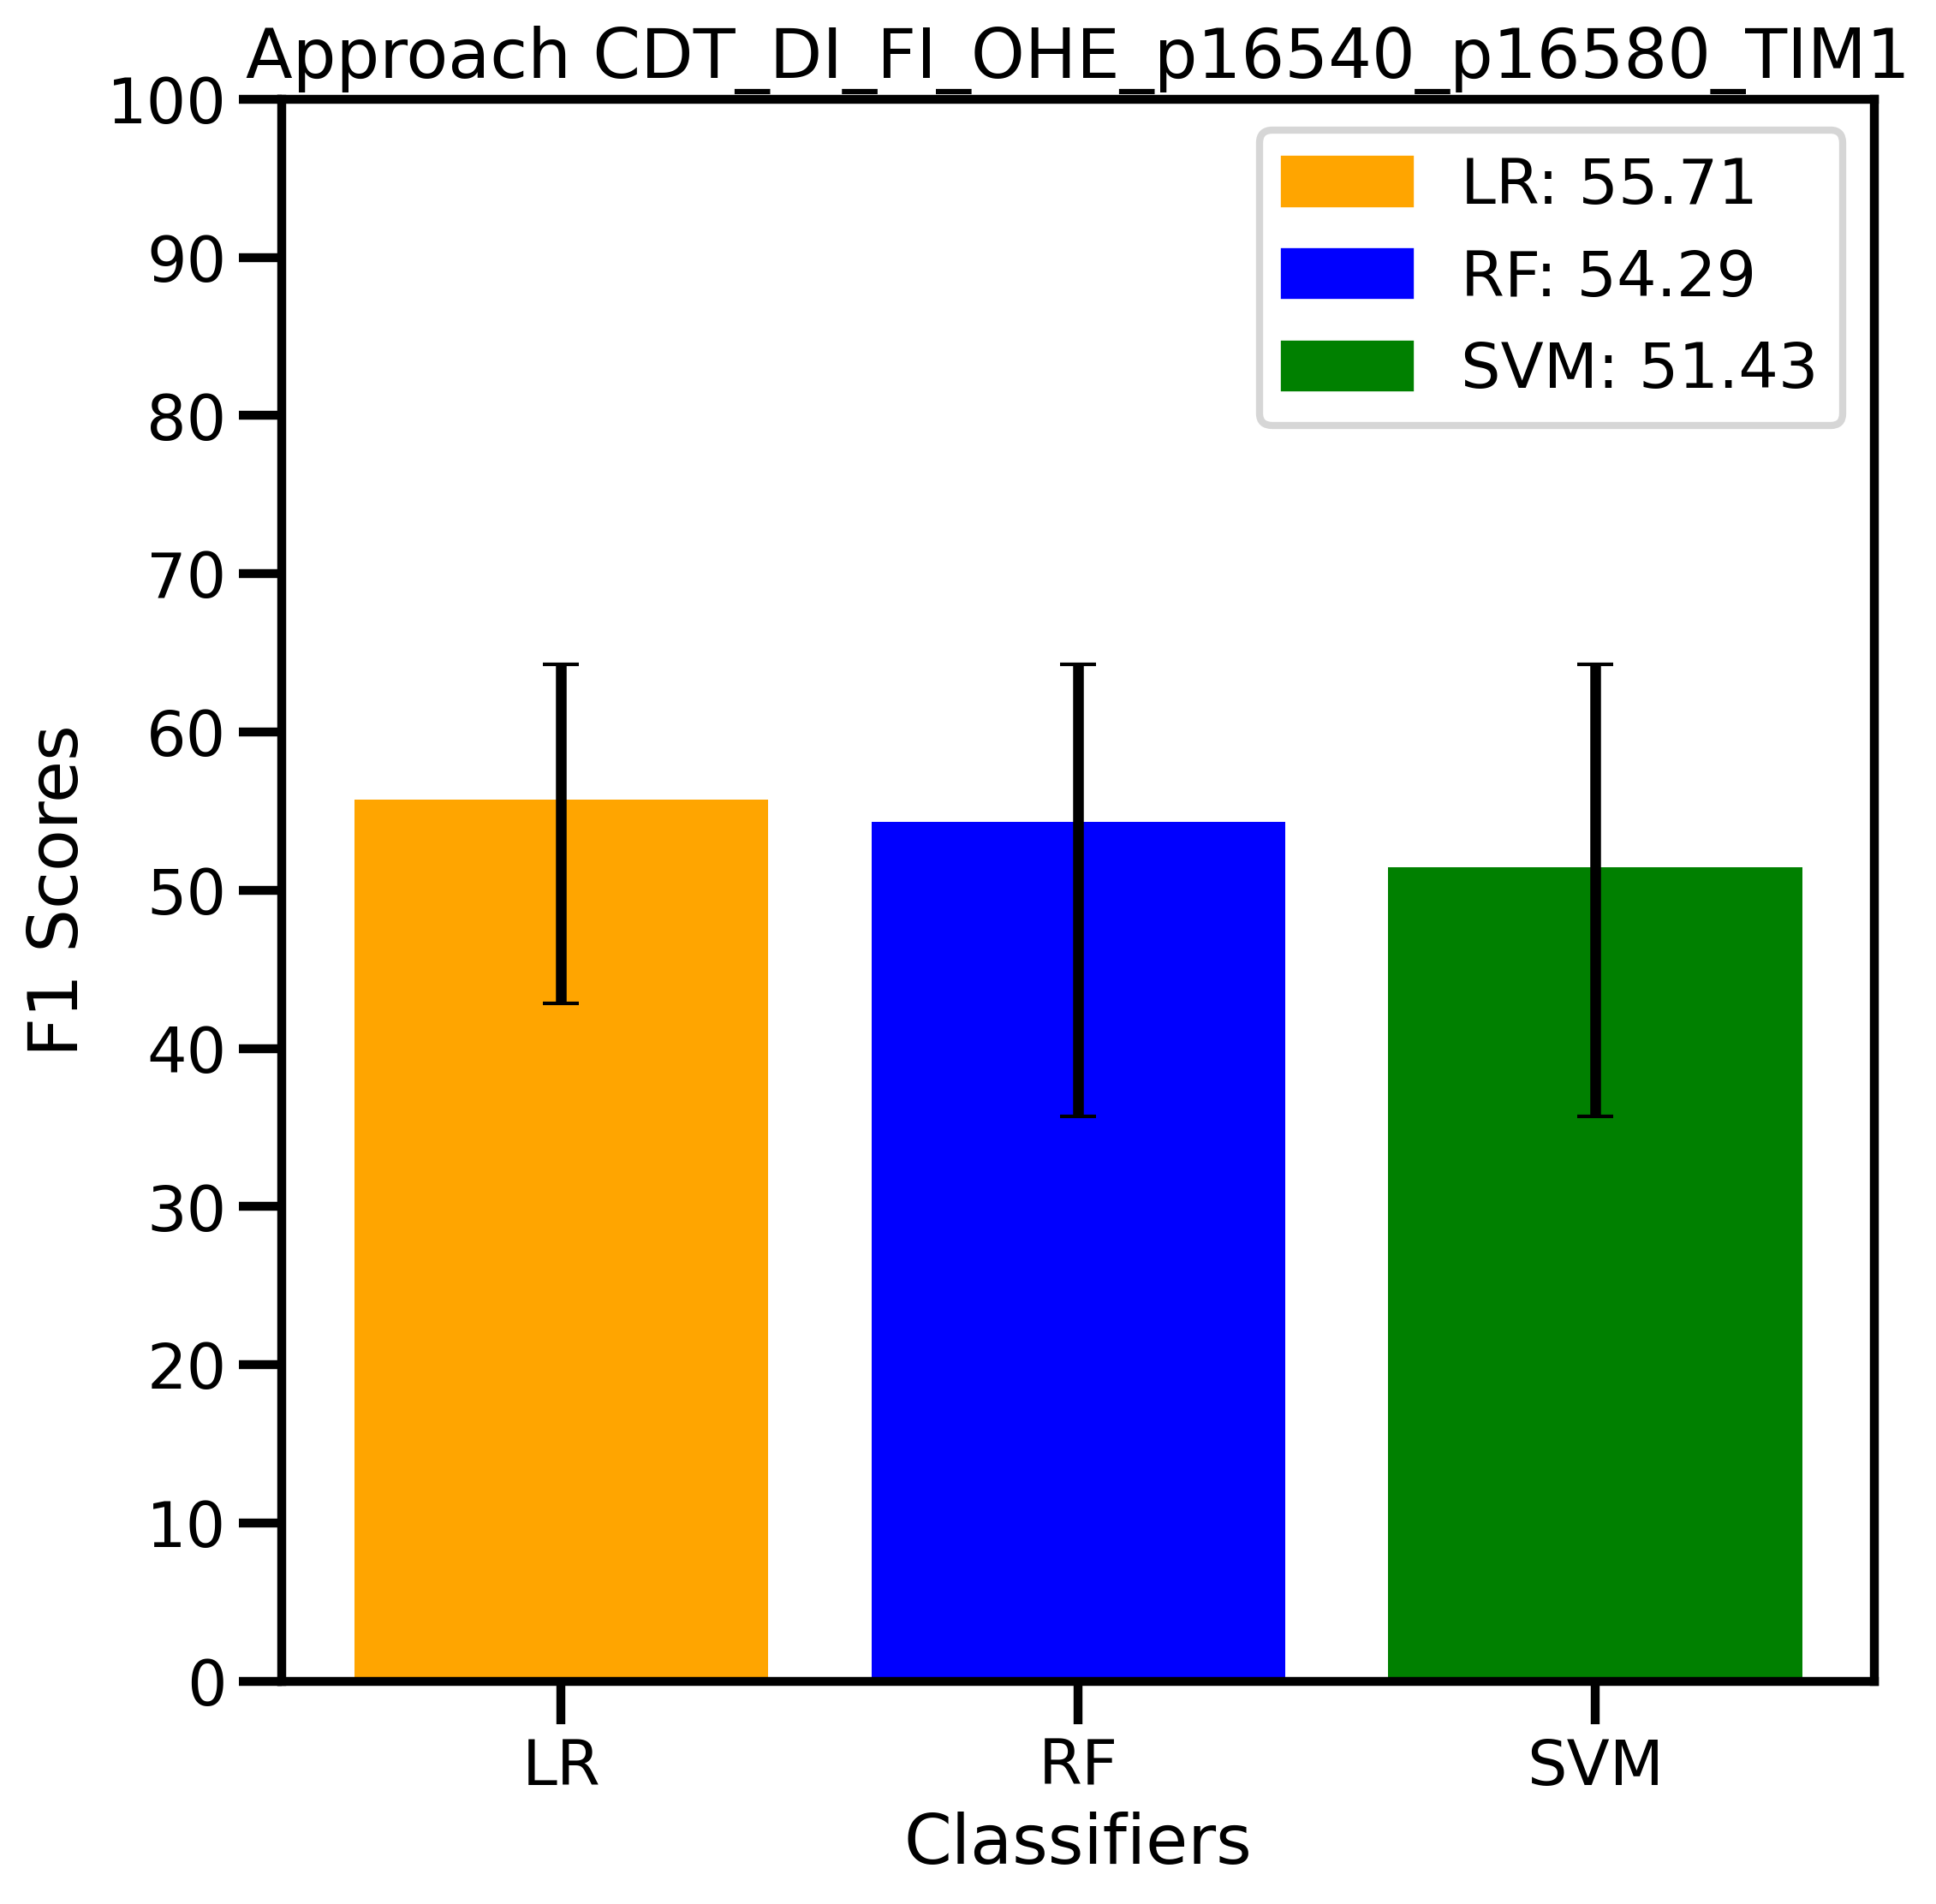 Approach CDT_DI_FI_OHE_p16540_p16580_TIM1
LR: 55.71
RF: 54.29
SVM: 51.43
F1 Scores
100
90
80
70
60
50
40
30
20
10
0
LR RF SVM
Classifiers